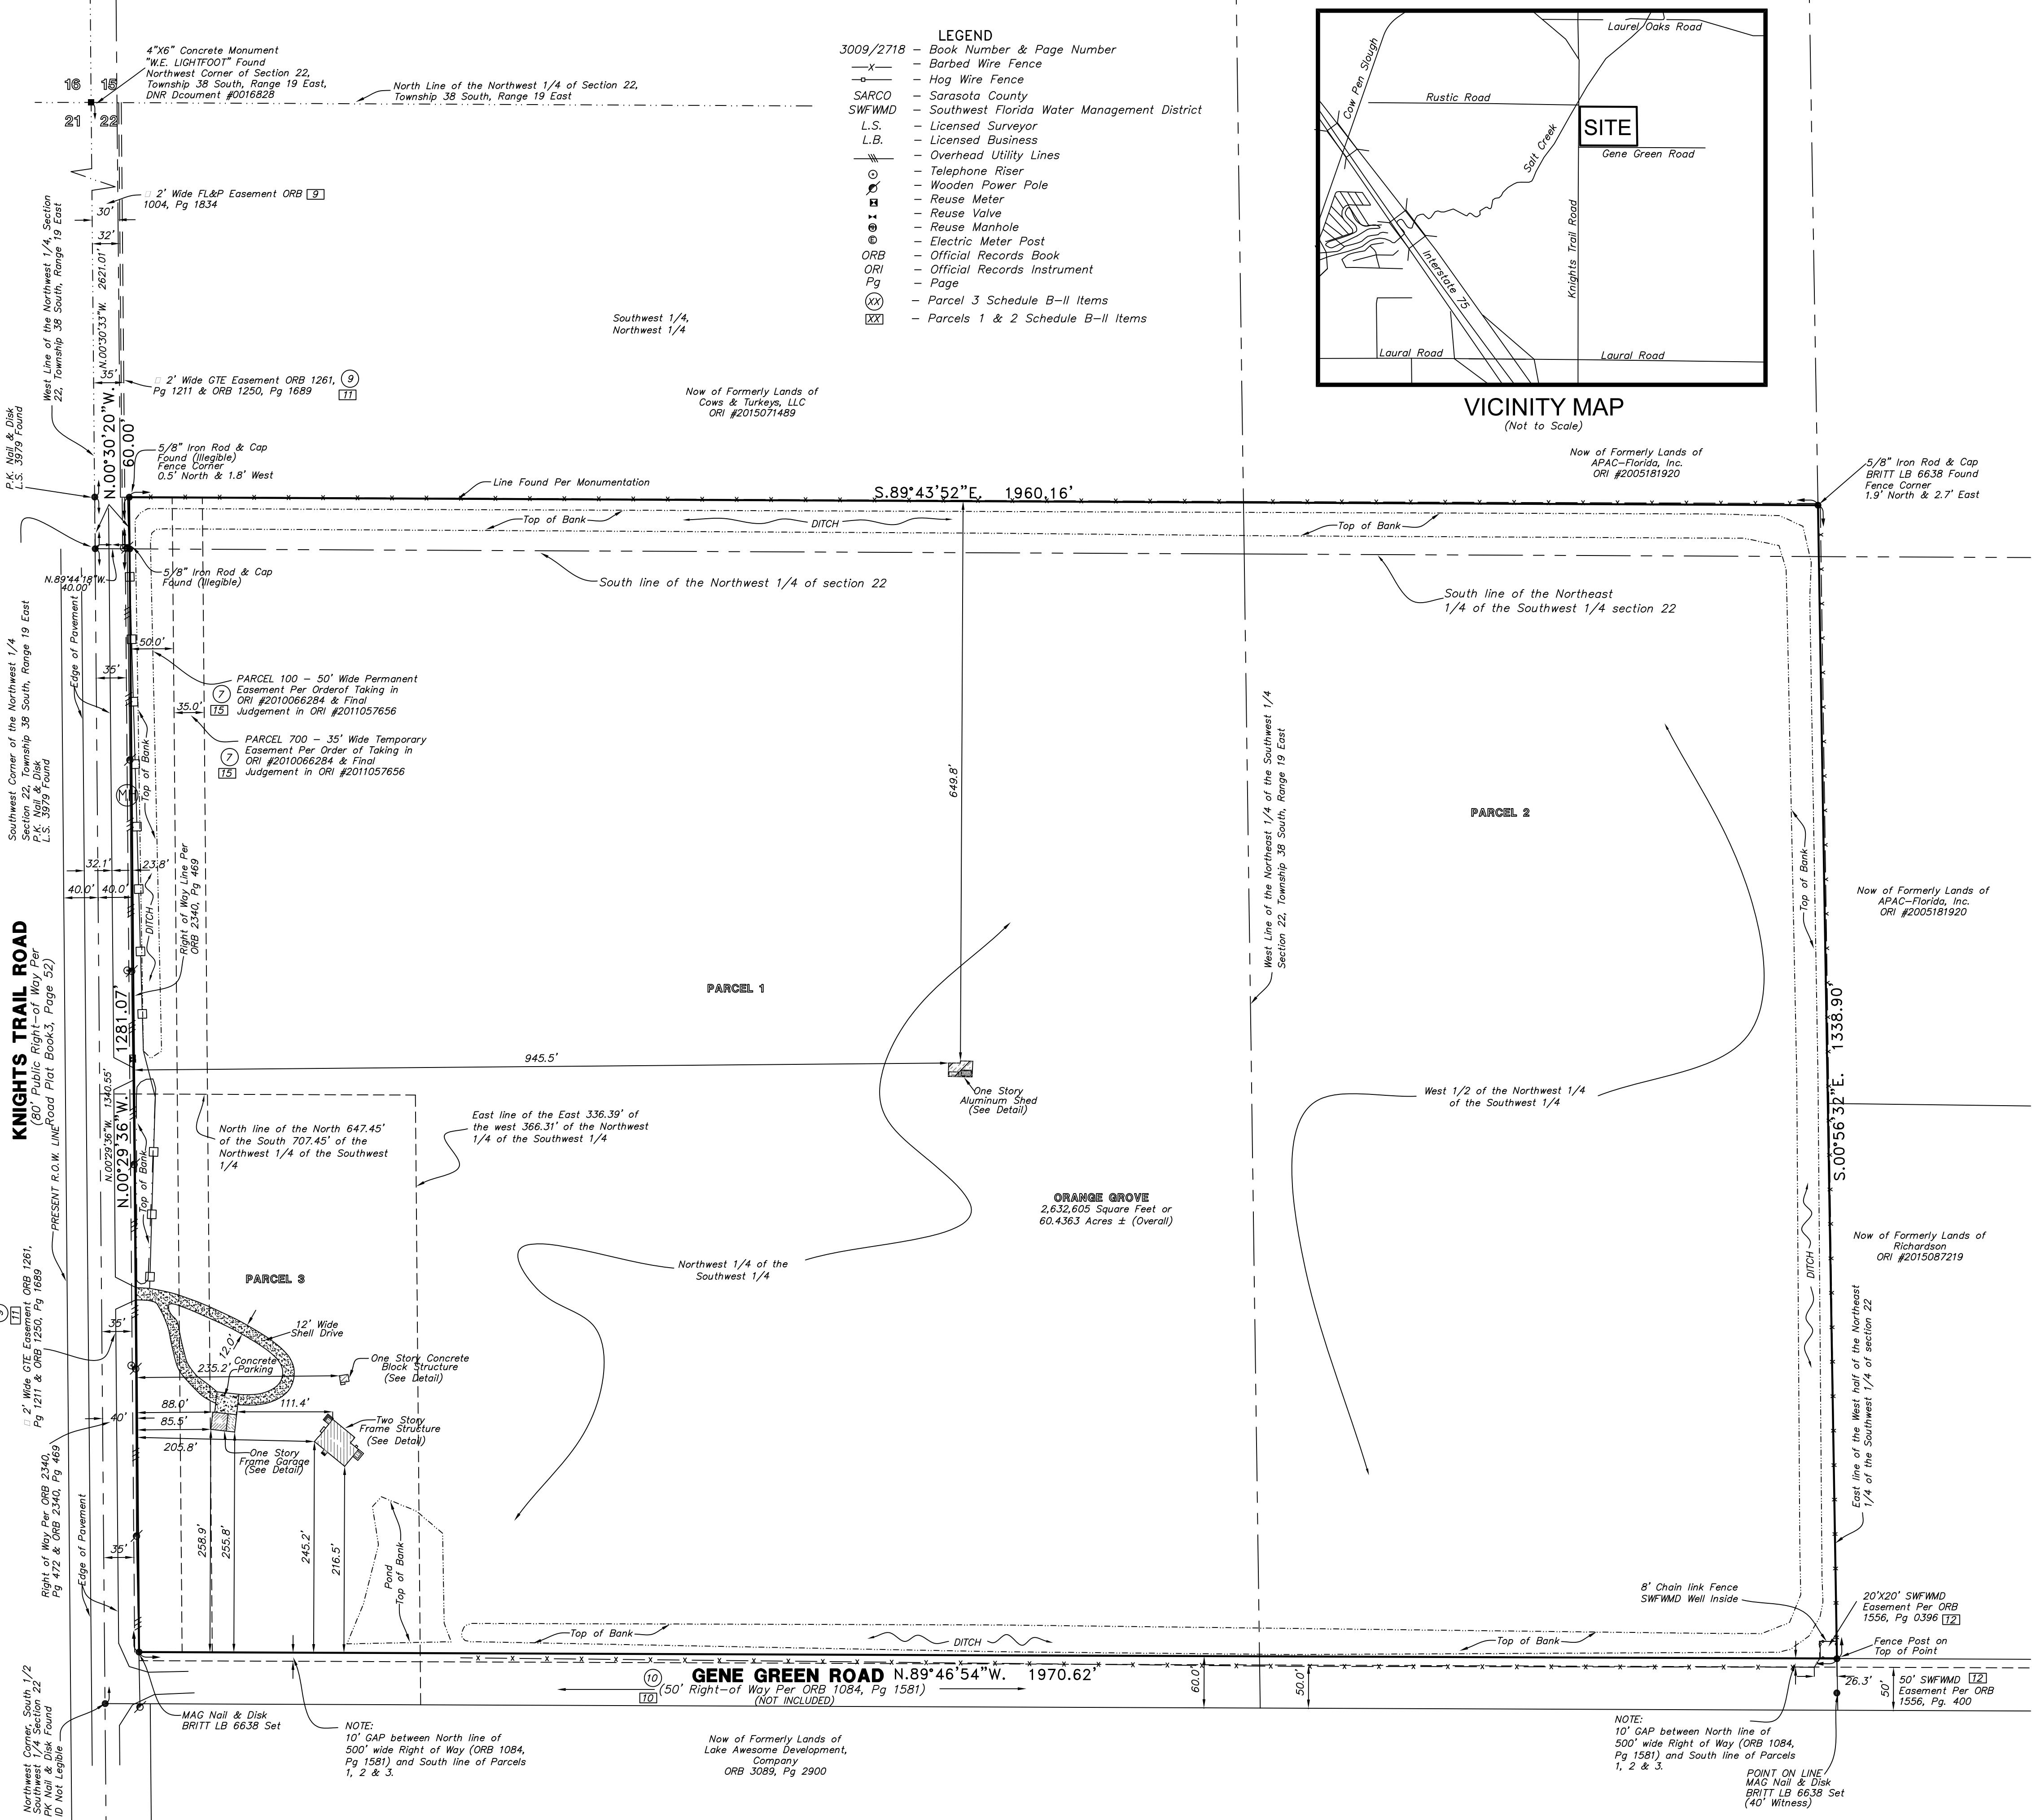 4"X6" Concrete Monument
"W.E. LIGHTFOOT" Found
Northwest Corner of Section 22,
Township 38 South, Range 19 East,
DNR Dcoument #0016828
16 15
21 22
North Line of the Northwest 1/4 of Section 22,
Township 38 South, Range 19 East
2' Wide FL&P Easement ORB 9
1004, Pg 1834
30'
32'
West Line of the Northwest 1/4, Section
22, Township 38 South, Range 19 East
N.00°30'33"W. 2621.01'
35'
2' Wide GTE Easement ORB 1261, 9
Pg 1211 & ORB 1250, Pg 1689 11
LEGEND
3009/2718 – Book Number & Page Number
–x– – Barbed Wire Fence
– Hog Wire Fence
SARCO – Sarasota County
SWFWMD – Southwest Florida Water Management District
L.S. – Licensed Surveyor
L.B. – Licensed Business
– Overhead Utility Lines
– Telephone Riser
– Wooden Power Pole
– Reuse Meter
– Reuse Valve
– Reuse Manhole
E – Electric Meter Post
ORB – Official Records Book
ORI – Official Records Instrument
Pg – Page
XX – Parcel 3 Schedule B–II Items
XX – Parcels 1 & 2 Schedule B–II Items
Cow Pen Slough
Laurel Oaks Road
Rustic Road
SITE
Salt Creek
Gene Green Road
Knights Trail Road
Interstate 75
Laural Road
Laural Road
VICINITY MAP
(Not to Scale)
Southwest 1/4,
Northwest 1/4
Now of Formerly Lands of
Cows & Turkeys, LLC
ORI #2015071489
Now of Formerly Lands of
APAC–Florida, Inc.
ORI #2005181920
5/8" Iron Rod & Cap
BRITT LB 6638 Found
Fence Corner
1.9' North & 2.7' East
P.K. Nail & Disk
L.S. 3979 Found
N.00°30'20"W.
60.00'
5/8" Iron Rod & Cap
Found (Illegible)
Fence Corner
0.5' North & 1.8' West
Line Found Per Monumentation
S.89°43'52"E. 1960.16'
Top of Bank
DITCH
Top of Bank
N.89°44'18"W.
40.00'
5/8" Iron Rod & Cap
Found (Illegible)
South line of the Northwest 1/4 of section 22
South line of the Northeast
1/4 of the Southwest 1/4 section 22
Southwest Corner of the Northwest 1/4
Section 22, Township 38 South, Range 19 East
P.K. Nail & Disk
L.S. 3979 Found
Edge of Pavement
50.0'
35'
35.0'
PARCEL 100 – 50' Wide Permanent
7 Easement Per Orderof Taking in
ORI #2010066284 & Final
15 Judgement in ORI #2011057656
PARCEL 700 – 35' Wide Temporary
7 Easement Per Order of Taking in
ORI #2010066284 & Final
15 Judgement in ORI #2011057656
Top of Bank
MH
649.8'
West Line of the Northeast 1/4 of the Southwest 1/4
Section 22, Township 38 South, Range 19 East
PARCEL 2
Top of Bank
32.1'
23.8'
40.0' 40.0'
DITCH
Right of Way Line Per
ORB 2340, Pg 469
Now of Formerly Lands of
APAC–Florida, Inc.
ORI #2005181920
KNIGHTS TRAIL ROAD
(80' Public Right–of Way Per
Road Plat Book3, Page 52)
PARCEL 1
1281.07'
N.00°29'36"W.
N.00°29'36"W. 1340.55'
PRESENT R.O.W. LINE
945.5'
One Story
Aluminum Shed
(See Detail)
West 1/2 of the Northwest 1/4
of the Southwest 1/4
S.00°56'32"E. 1338.90'
North line of the North 647.45'
of the South 707.45' of the
Northwest 1/4 of the Southwest
1/4
East line of the East 336.39' of
the west 366.31' of the Northwest
1/4 of the Southwest 1/4
Top of Bank
ORANGE GROVE
2,632,605 Square Feet or
60.4363 Acres ± (Overall)
Northwest 1/4 of the
Southwest 1/4
Now of Formerly Lands of
Richardson
ORI #2015087219
DITCH
PARCEL 3
11
2' Wide GTE Easement ORB 1261,
Pg 1211 & ORB 1250, Pg 1689
35'
12' Wide
Shell Drive
12.0'
Concrete
Parking
235.2'
One Story Concrete
Block Structure
(See Detail)
88.0'
111.4'
40'
85.5'
205.8'
Two Story
Frame Structure
(See Detail)
One Story
Frame Garage
(See Detail)
Right of Way Per ORB 2340,
Pg 472 & ORB 2340, Pg 469
Edge of Pavement
35'
258.9'
255.8'
245.2'
216.5'
Pond
Top of Bank
East line of the West half of the Northeast
1/4 of the Southwest 1/4 of section 22
8' Chain link Fence
SWFWMD Well Inside
20'X20' SWFWMD
Easement Per ORB
1556, Pg 0396 12
Top of Bank
DITCH
Top of Bank
Fence Post on
Top of Point
10
10
GENE GREEN ROAD N.89°46'54"W. 1970.62'
(50' Right–of Way Per ORB 1084, Pg 1581)
(NOT INCLUDED)
60.0'
50.0'
26.3'
50'
50' SWFWMD 12
Easement Per ORB
1556, Pg. 400
Northwest Corner, South 1/2
Southwest 1/4 Section 22
PK Nail & Disk Found
ID Not Legible
MAG Nail & Disk
BRITT LB 6638 Set
NOTE:
10' GAP between North line of
500' wide Right of Way (ORB 1084,
Pg 1581) and South line of Parcels
1, 2 & 3.
Now of Formerly Lands of
Lake Awesome Development,
Company
ORB 3089, Pg 2900
NOTE:
10' GAP between North line of
500' wide Right of Way (ORB 1084,
Pg 1581) and South line of Parcels
1, 2 & 3.
POINT ON LINE
MAG Nail & Disk
BRITT LB 6638 Set
(40' Witness)